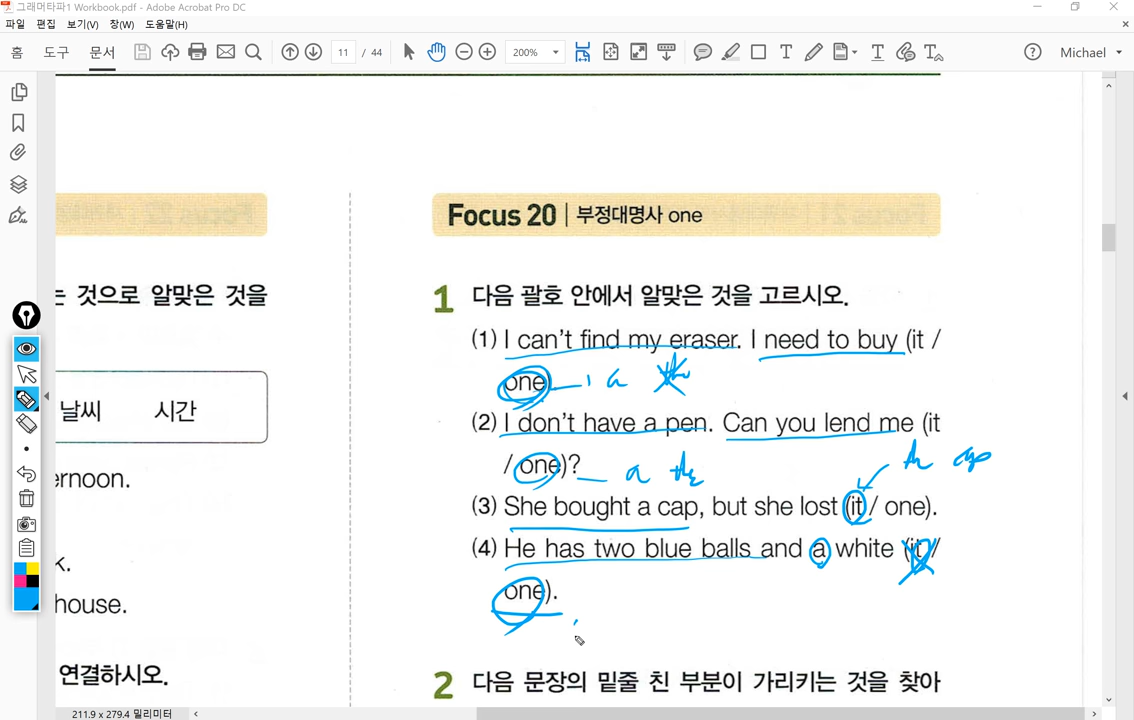 그래머타파1 Workbook.pdf - Adobe Acrobat Pro DC
파일 편집 보기(V) 창(W) 도움말(H)
홈 도구 문서 11 / 44 200% Michael
Focus 20 | 부정대명사 one
는 것으로 알맞은 것을
날씨 시간
ernoon.
k.
house.
연결하시오.
1 다음 괄호 안에서 알맞은 것을 고르시오.
(1) I can't find my eraser. I need to buy (it /
one). a the
(2) I don't have a pen. Can you lend me (it
/ one)? a the
the cap
(3) She bought a cap, but she lost (it / one).
(4) He has two blue balls and a white (it /
one).
2 다음 문장의 밑줄 친 부분이 가리키는 것을 찾아
211.9 x 279.4 밀리미터